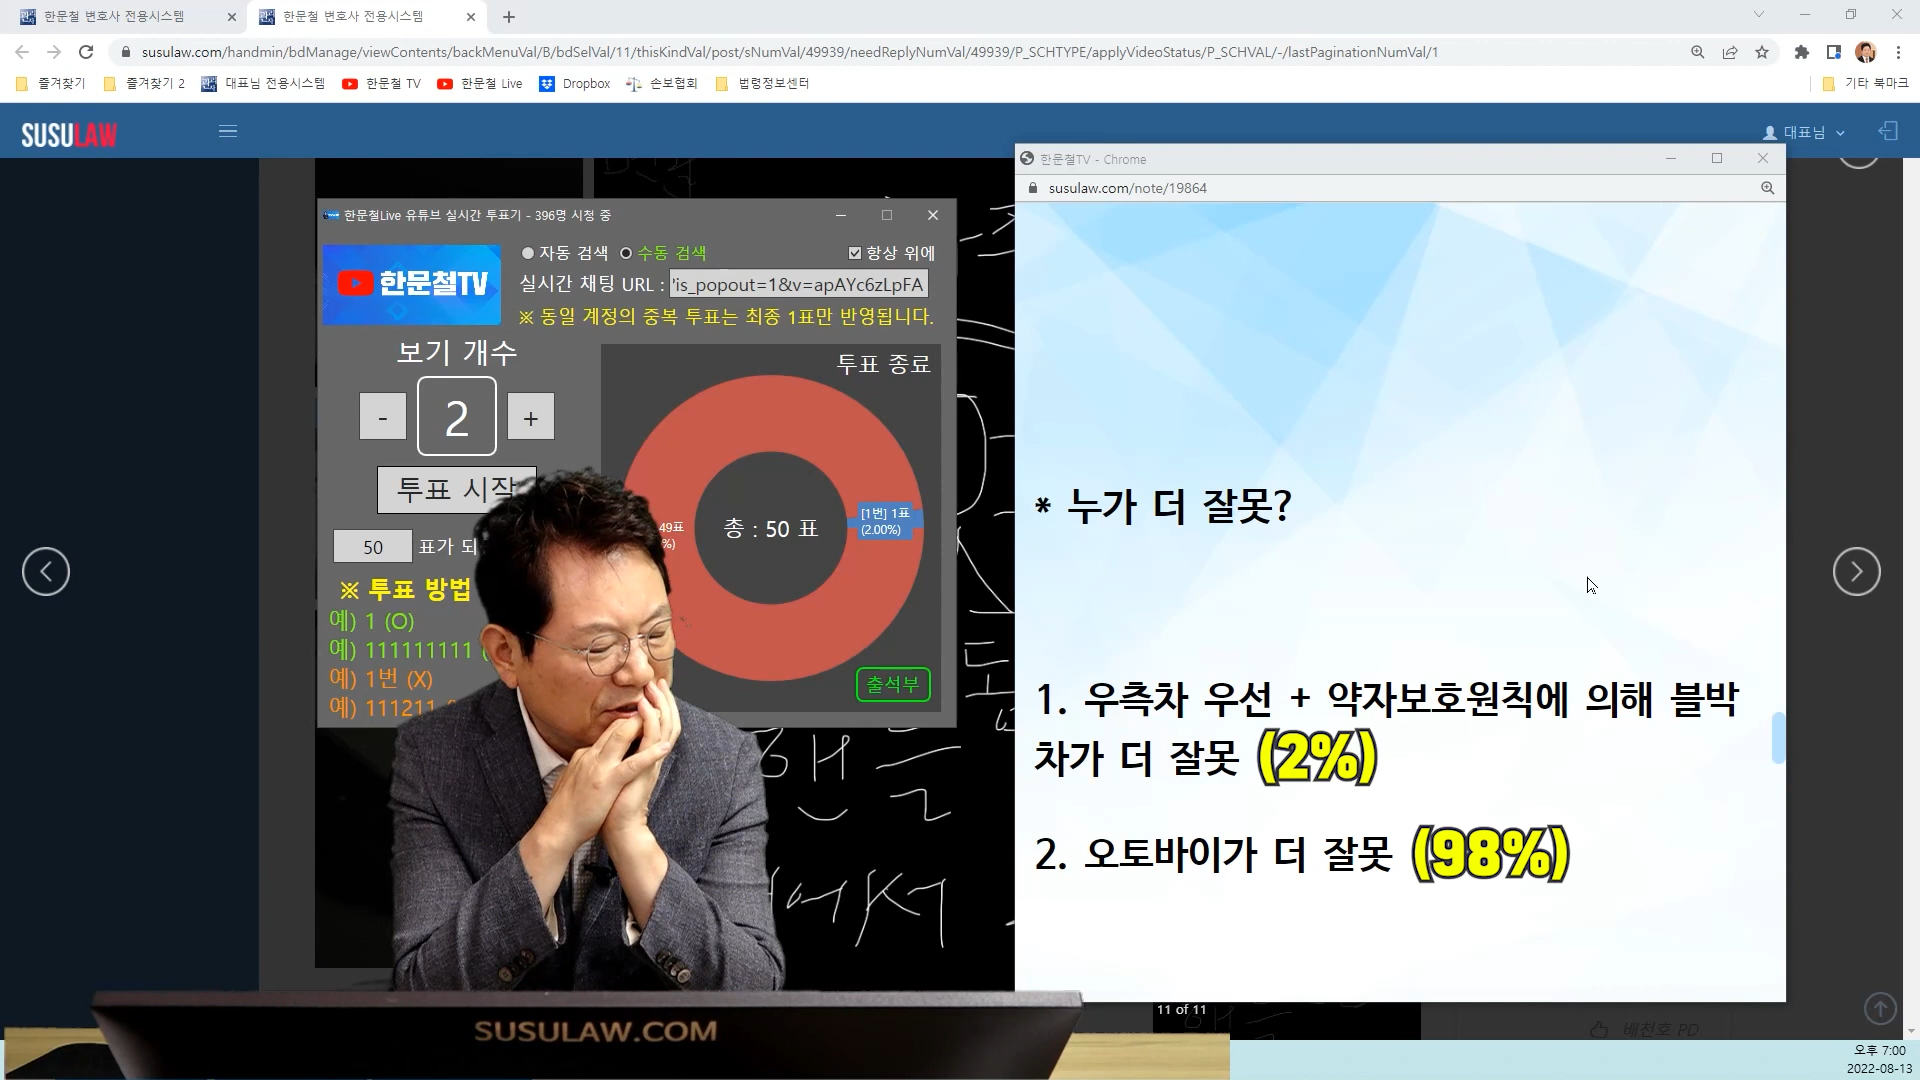 한문철 변호사 전용시스템
한문철 변호사 전용시스템
susulaw.com/handmin/bdManage/viewContents/backMenuVal/B/bdSelVal/11/thisKindVal/post/sNumVal/49939/needReplyNumVal/49939/P_SCHTYPE/applyVideoStatus/P_SCHVAL/-/lastPaginationNumVal/1
즐겨찾기 즐겨찾기 2 대표님 전용시스템 한문철 TV 한문철 Live Dropbox 손보협회 법령정보센터 기타 북마크
SUSULAW
대표님
한문철TV - Chrome
susulaw.com/note/19864
한문철Live 유튜브 실시간 투표기 - 396명 시청 중
한문철TV
자동 검색 수동 검색 항상 위에
실시간 채팅 URL : ?is_popout=1&v=apAYc6zLpFA
※ 동일 계정의 중복 투표는 최종 1표만 반영됩니다.
보기 개수
- 2 +
투표 시작
50 표가 되
※ 투표 방법
예) 1 (O)
예) 111111111 (
예) 1번 (X)
예) 111211
투표 종료
49표
%)
총 : 50 표
[1번] 1표
(2.00%)
출석부
* 누가 더 잘못?
1. 우측차 우선 + 약자보호원칙에 의해 블박
차가 더 잘못 (2%)
2. 오토바이가 더 잘못 (98%)
11 of 11
배천호 PD
SUSULAW.COM
오후 7:00
2022-08-13